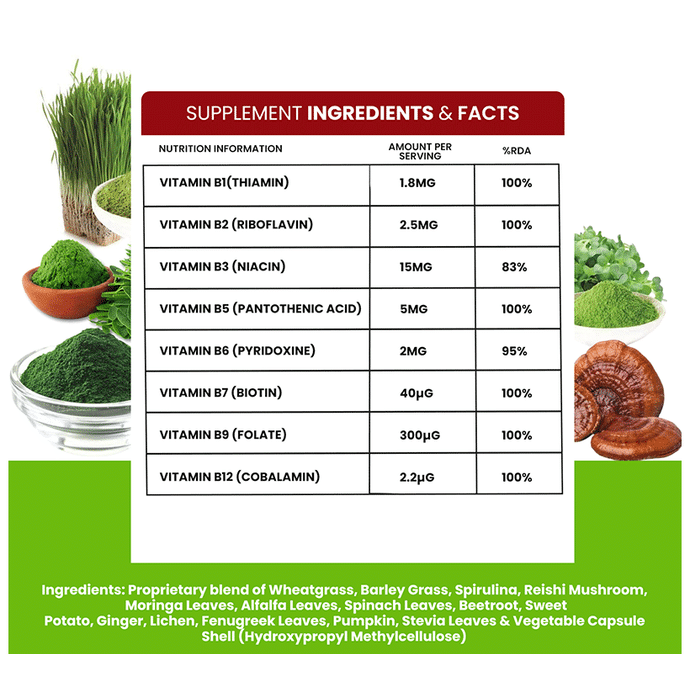 SUPPLEMENT INGREDIENTS & FACTS
NUTRITION INFORMATION AMOUNT PER SERVING %RDA
VITAMIN B1(THIAMIN) 1.8MG 100%
VITAMIN B2 (RIBOFLAVIN) 2.5MG 100%
VITAMIN B3 (NIACIN) 15MG 83%
VITAMIN B5 (PANTOTHENIC ACID) 5MG 100%
VITAMIN B6 (PYRIDOXINE) 2MG 95%
VITAMIN B7 (BIOTIN) 40µG 100%
VITAMIN B9 (FOLATE) 300µG 100%
VITAMIN B12 (COBALAMIN) 2.2µG 100%
Ingredients: Proprietary blend of Wheatgrass, Barley Grass, Spirulina, Reishi Mushroom,
Moringa Leaves, Alfalfa Leaves, Spinach Leaves, Beetroot, Sweet
Potato, Ginger, Lichen, Fenugreek Leaves, Pumpkin, Stevia Leaves & Vegetable Capsule
Shell (Hydroxypropyl Methylcellulose)